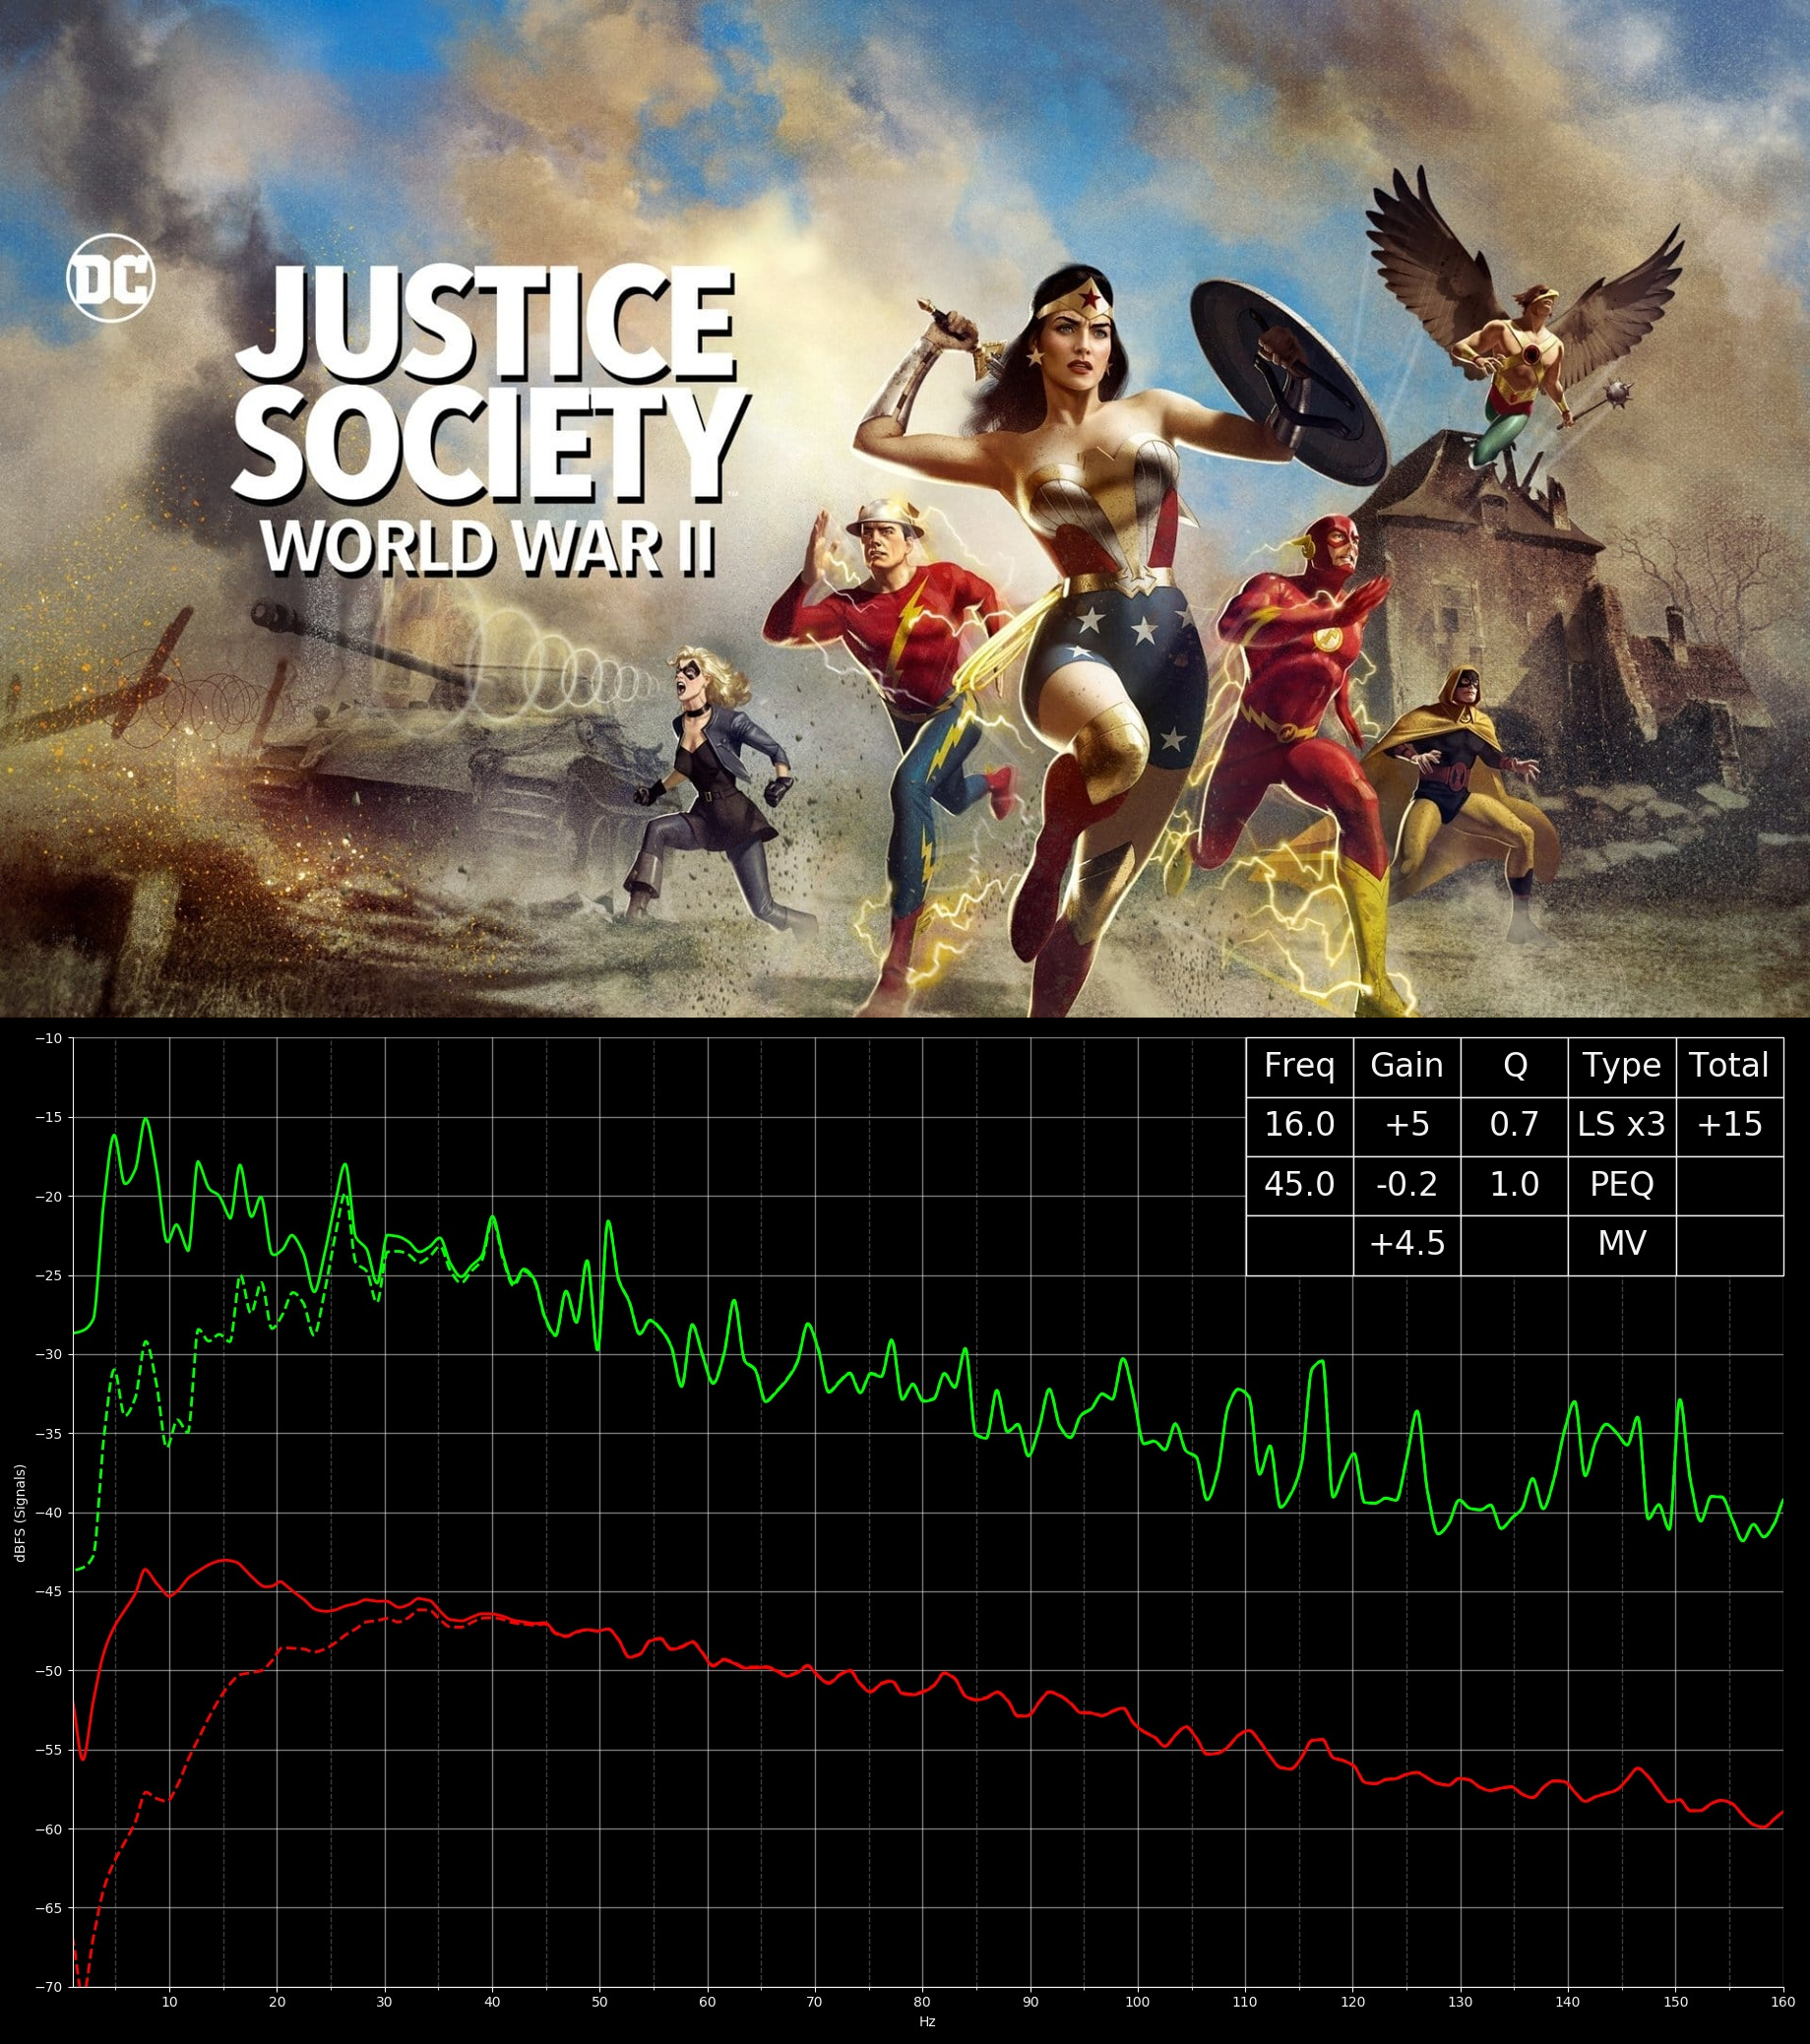 DC
JUSTICE
SOCIETY
WORLD WAR II
Freq Gain Q Type Total
16.0 +5 0.7 LS x3 +15
45.0 -0.2 1.0 PEQ
+4.5 MV
−10
−15
−20
−25
−30
−35
−40
−45
−50
−55
−60
−65
−70
dBFS (Signals)
10 20 30 40 50 60 70 80 90 100 110 120 130 140 150 160
Hz